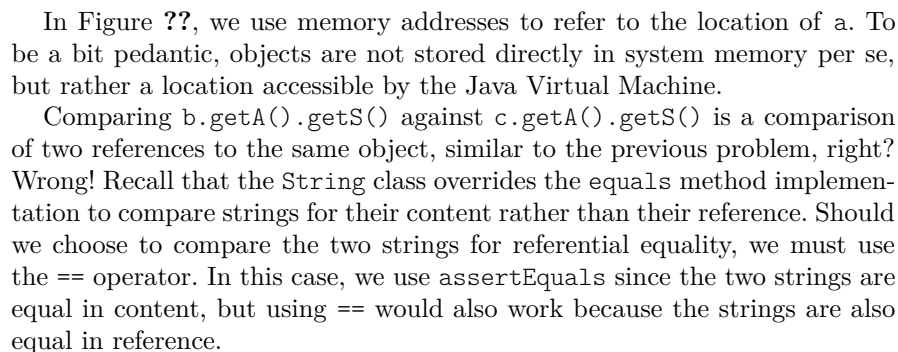 In Figure ??, we use memory addresses to refer to the location of a. To
be a bit pedantic, objects are not stored directly in system memory per se,
but rather a location accessible by the Java Virtual Machine.
Comparing b.getA().getS() against c.getA().getS() is a comparison
of two references to the same object, similar to the previous problem, right?
Wrong! Recall that the String class overrides the equals method implemen-
tation to compare strings for their content rather than their reference. Should
we choose to compare the two strings for referential equality, we must use
the == operator. In this case, we use assertEquals since the two strings are
equal in content, but using == would also work because the strings are also
equal in reference.